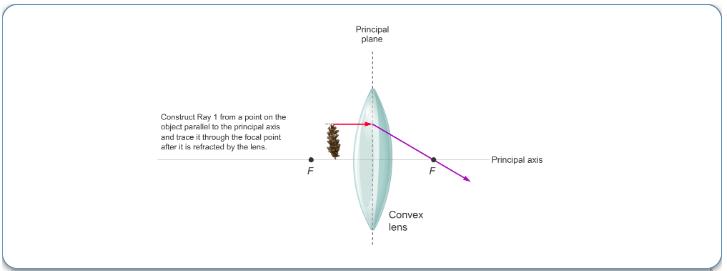 Principal
plane
Construct Ray 1 from a point on the
object parallel to the principal axis
and trace it through the focal point
after it is refracted by the lens.
Principal axis
F
F
Convex
lens